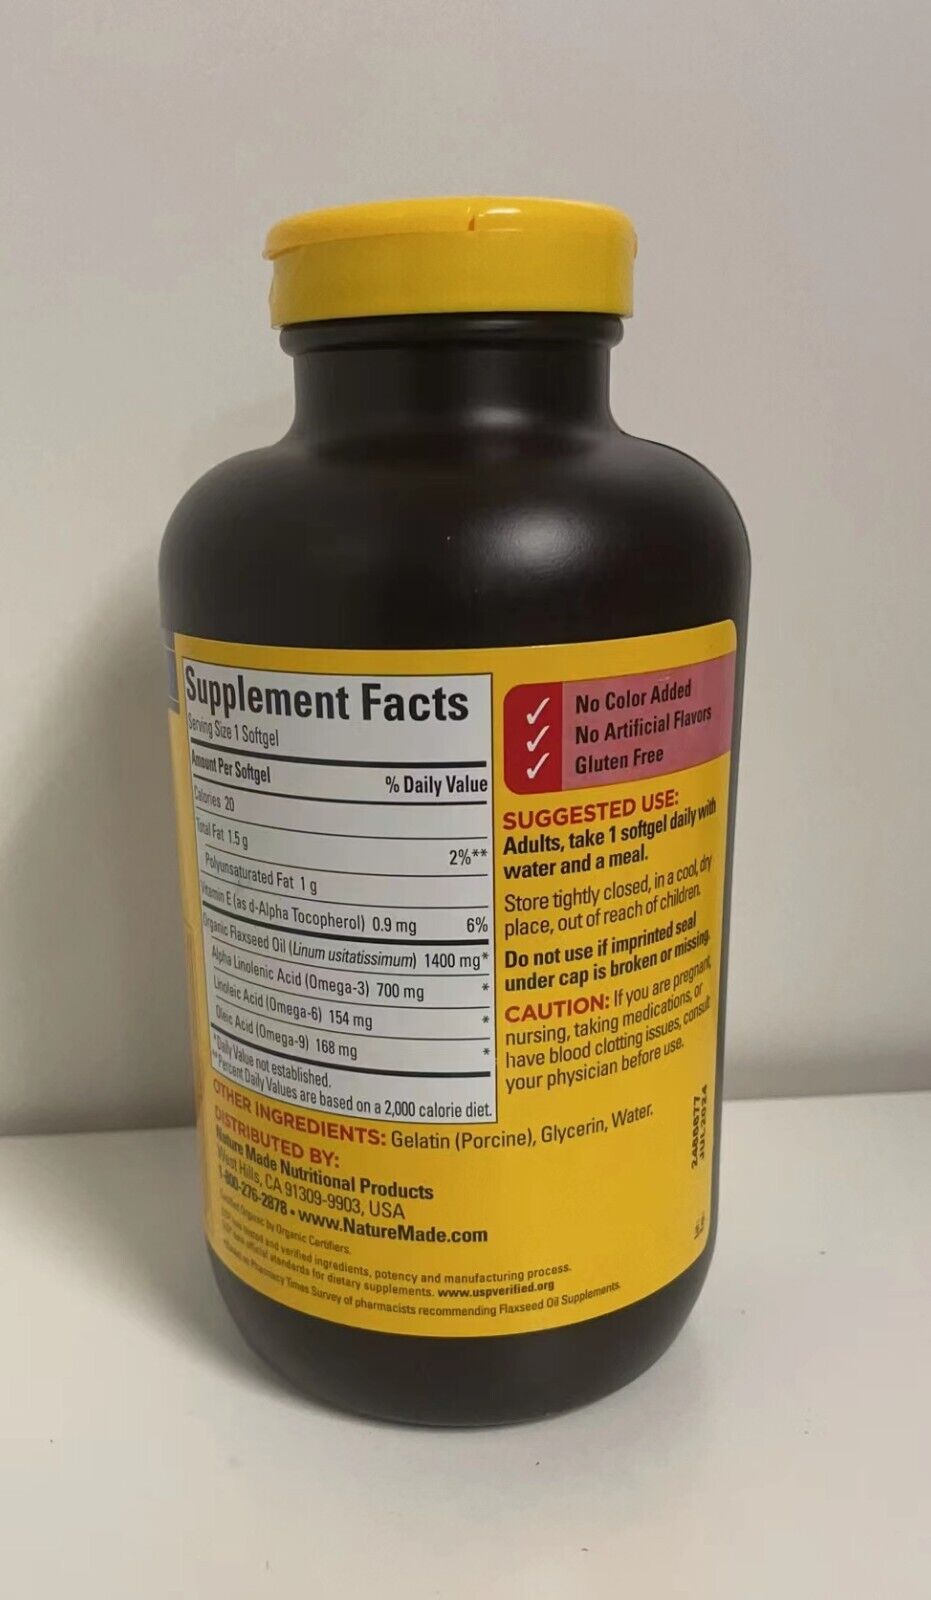 Supplement Facts
Serving Size 1 Softgel
Amount Per Softgel % Daily Value
Calories 20
Total Fat 1.5 g 2%**
Polyunsaturated Fat 1 g
Vitamin E (as d-Alpha Tocopherol) 0.9 mg 6%
Organic Flaxseed Oil (Linum usitatissimum) 1400 mg*
Alpha Linolenic Acid (Omega-3) 700 mg *
Linoleic Acid (Omega-6) 154 mg *
Oleic Acid (Omega-9) 168 mg *
*Daily Value not established.
**Percent Daily Values are based on a 2,000 calorie diet.
OTHER INGREDIENTS: Gelatin (Porcine), Glycerin, Water.
DISTRIBUTED BY:
Nature Made Nutritional Products
West Hills, CA 91309-9903, USA
1-800-276-2878 • www.NatureMade.com
Certified Organic by Organic Certifiers.
tested and verified ingredients, potency and manufacturing process.
official standards for dietary supplements. www.uspverified.org
Based on Pharmacy Times Survey of pharmacists recommending Flaxseed Oil Supplements.
✓ No Color Added
✓ No Artificial Flavors
✓ Gluten Free
SUGGESTED USE:
Adults, take 1 softgel daily with
water and a meal.
Store tightly closed, in a cool, dry
place, out of reach of children.
Do not use if imprinted seal
under cap is broken or missing.
CAUTION: If you are pregnant,
nursing, taking medications, or
have blood clotting issues, consult
your physician before use.
JUL 2024